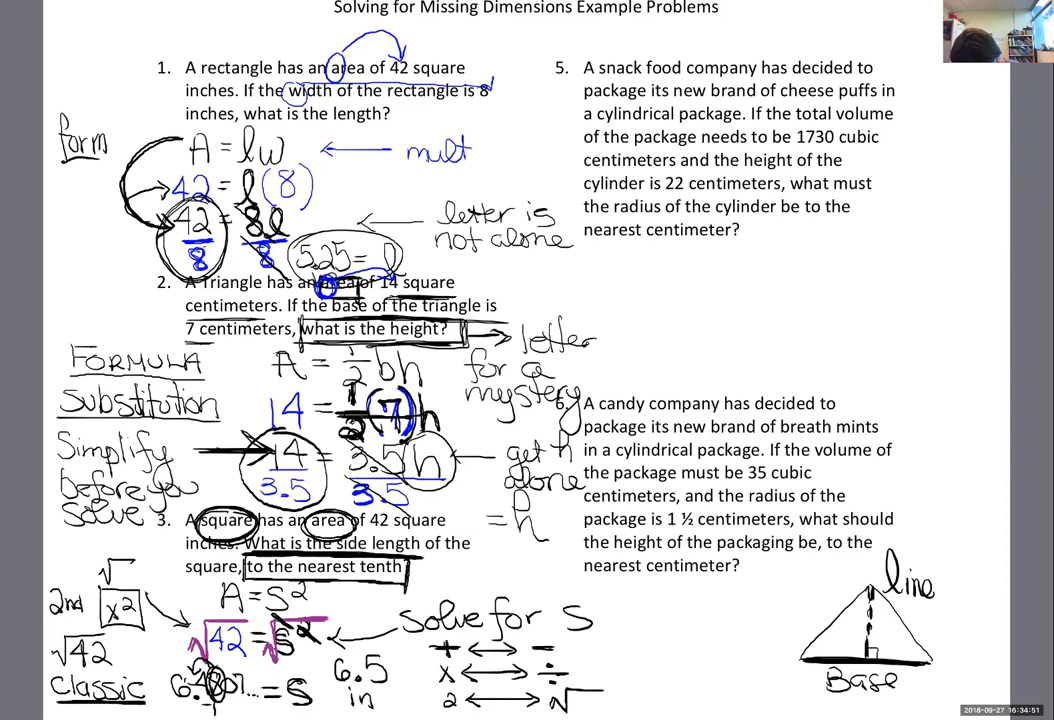 Solving for Missing Dimensions Example Problems
1. A rectangle has an area of 42 square
inches. If the width of the rectangle is 8
inches, what is the length?
form
A = lw
mult
42 = l(8)
42 = 8l
8 8
letter is
not alone
5.25 = l
2. A Triangle has an area of 14 square
centimeters. If the base of the triangle is
7 centimeters, what is the height?
letter
for a
mystery
FORMULA
A = 1/2 bh
Substitution
14 = 1/2 (7)h
Simplify
before you
solve
14 = 3.5h
3.5 3.5
get h
alone
= h
3. A square has an area of 42 square
inches. What is the side length of the
square, to the nearest tenth
√
2nd x²
A = S²
√42 = √S²
solve for S
+ ↔ −
x ↔ ÷
2 ↔ √
√42
Classic
= S
6.5
in
5. A snack food company has decided to
package its new brand of cheese puffs in
a cylindrical package. If the total volume
of the package needs to be 1730 cubic
centimeters and the height of the
cylinder is 22 centimeters, what must
the radius of the cylinder be to the
nearest centimeter?
6. A candy company has decided to
package its new brand of breath mints
in a cylindrical package. If the volume of
the package must be 35 cubic
centimeters, and the radius of the
package is 1 ½ centimeters, what should
the height of the packaging be, to the
nearest centimeter?
line
Base
2018-09-27 16:34:51